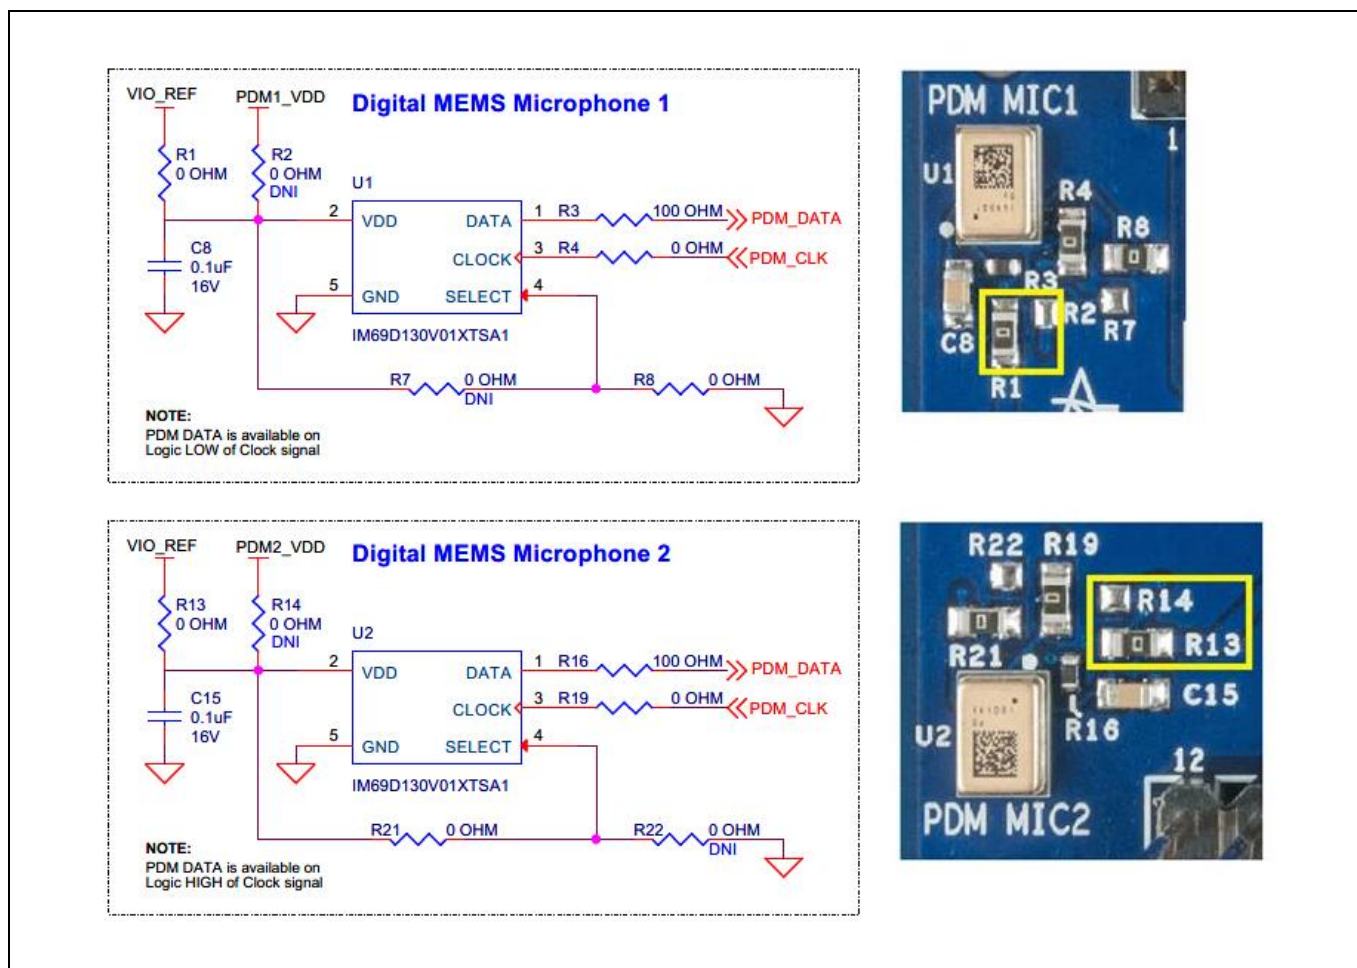 Digital MEMS Microphone 1
VIO_REF
PDM1_VDD
R1
0 OHM
R2
0 OHM
DNI
U1
2
VDD
DATA
1
R3
100 OHM
PDM_DATA
CLOCK
3
R4
0 OHM
PDM_CLK
C8
0.1uF
16V
5
GND
SELECT
4
IM69D130V01XTSA1
R7
0 OHM
DNI
R8
0 OHM
NOTE:
PDM DATA is available on
Logic LOW of Clock signal
PDM MIC1
1
U1
R4
R8
R3
R2
R7
C8
R1
Digital MEMS Microphone 2
VIO_REF
PDM2_VDD
R13
0 OHM
R14
0 OHM
DNI
U2
2
VDD
DATA
1
R16
100 OHM
PDM_DATA
CLOCK
3
R19
0 OHM
PDM_CLK
C15
0.1uF
16V
5
GND
SELECT
4
IM69D130V01XTSA1
R21
0 OHM
R22
0 OHM
DNI
NOTE:
PDM DATA is available on
Logic HIGH of Clock signal
R22
R19
R14
R13
R21
C15
R16
U2
12
PDM MIC2